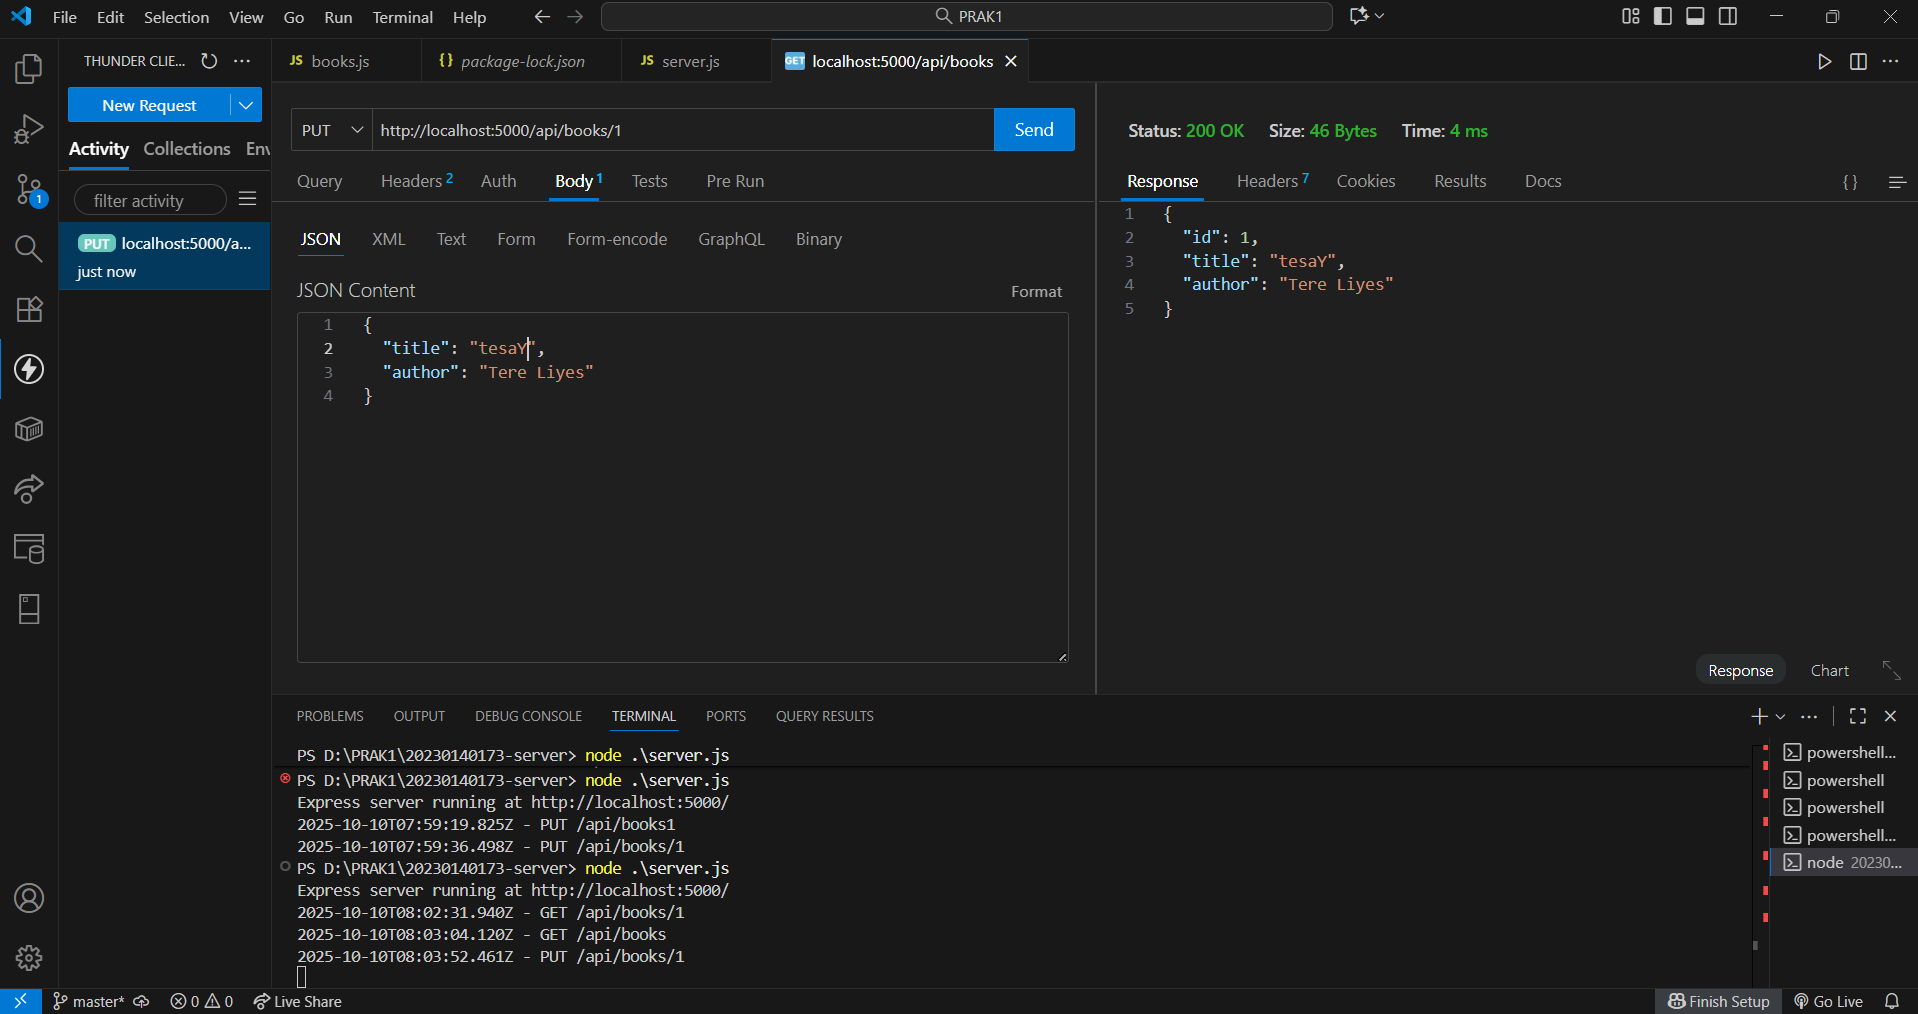 File Edit Selection View Go Run Terminal Help
PRAK1
THUNDER CLIE...
New Request
Activity Collections Env
filter activity
PUT localhost:5000/a...
just now
JS books.js
{} package-lock.json
JS server.js
GET localhost:5000/api/books
PUT http://localhost:5000/api/books/1 Send
Query Headers 2 Auth Body 1 Tests Pre Run
JSON XML Text Form Form-encode GraphQL Binary
JSON Content Format
1 {
2 "title": "tesaY",
3 "author": "Tere Liyes"
4 }
Status: 200 OK Size: 46 Bytes Time: 4 ms
Response Headers 7 Cookies Results Docs {}
1 {
2 "id": 1,
3 "title": "tesaY",
4 "author": "Tere Liyes"
5 }
Response Chart
PROBLEMS OUTPUT DEBUG CONSOLE TERMINAL PORTS QUERY RESULTS
PS D:\PRAK1\20230140173-server> node .\server.js
PS D:\PRAK1\20230140173-server> node .\server.js
Express server running at http://localhost:5000/
2025-10-10T07:59:19.825Z - PUT /api/books1
2025-10-10T07:59:36.498Z - PUT /api/books/1
PS D:\PRAK1\20230140173-server> node .\server.js
Express server running at http://localhost:5000/
2025-10-10T08:02:31.940Z - GET /api/books/1
2025-10-10T08:03:04.120Z - GET /api/books
2025-10-10T08:03:52.461Z - PUT /api/books/1
powershell...
powershell
powershell
powershell...
node 20230...
1
master* 0 0 Live Share
Finish Setup Go Live